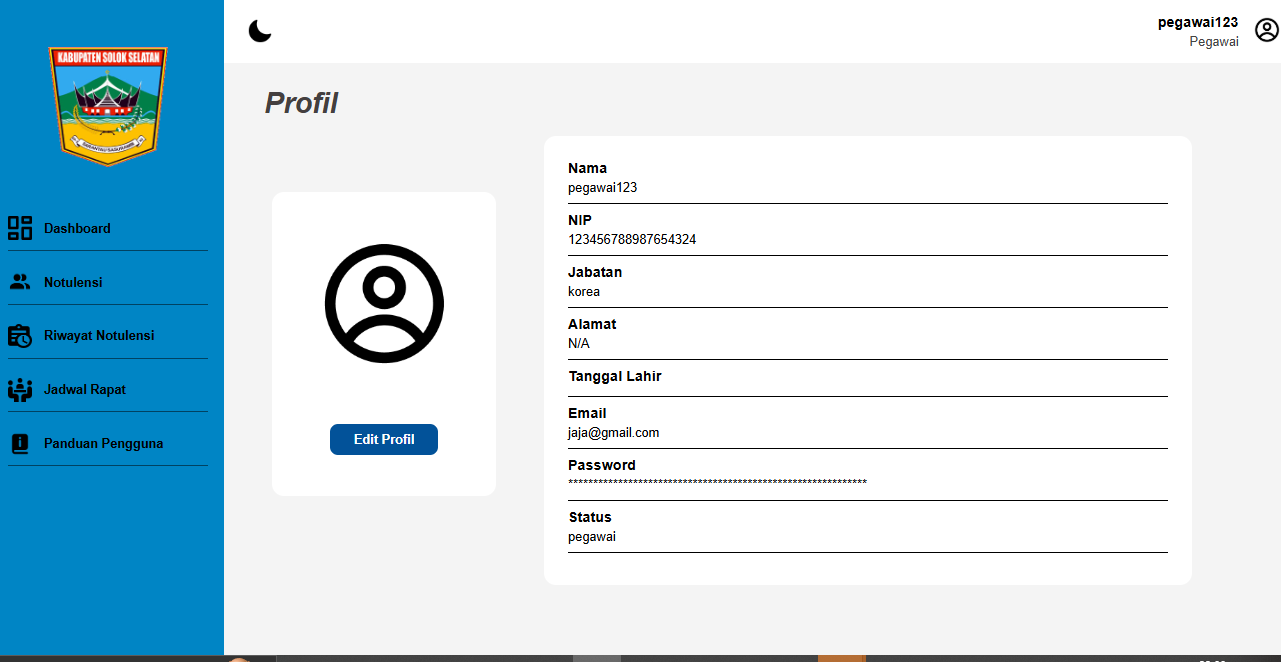 KABUPATEN SOLOK SELATAN
pegawai123
Pegawai
Profil
Dashboard
Notulensi
Riwayat Notulensi
Jadwal Rapat
Panduan Pengguna
Edit Profil
Nama
pegawai123
NIP
123456788987654324
Jabatan
korea
Alamat
N/A
Tanggal Lahir
Email
jaja@gmail.com
Password
************************************************************
Status
pegawai